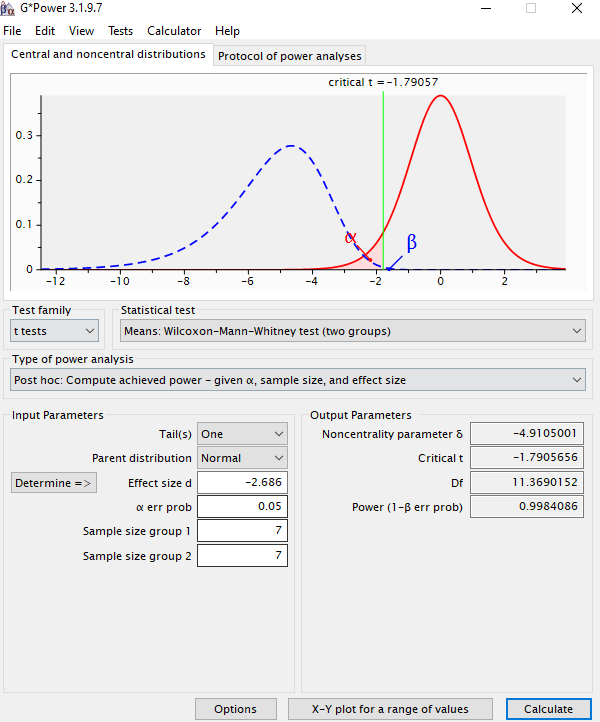 G*Power 3.1.9.7
File Edit View Tests Calculator Help
Central and noncentral distributions Protocol of power analyses
critical t = -1.79057
0.3
0.2
0.1
0
α
β
-12 -10 -8 -6 -4 -2 0 2
Test family Statistical test
t tests Means: Wilcoxon-Mann-Whitney test (two groups)
Type of power analysis
Post hoc: Compute achieved power - given α, sample size, and effect size
Input Parameters Output Parameters
Tail(s) One Noncentrality parameter δ -4.9105001
Parent distribution Normal Critical t -1.7905656
Determine => Effect size d -2.686 Df 11.3690152
α err prob 0.05 Power (1-β err prob) 0.9984086
Sample size group 1 7
Sample size group 2 7
Options X-Y plot for a range of values Calculate